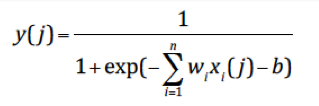 y(j) = 1 / (1+exp(-∑_{i=1}^{n} w_i x_i(j) - b))